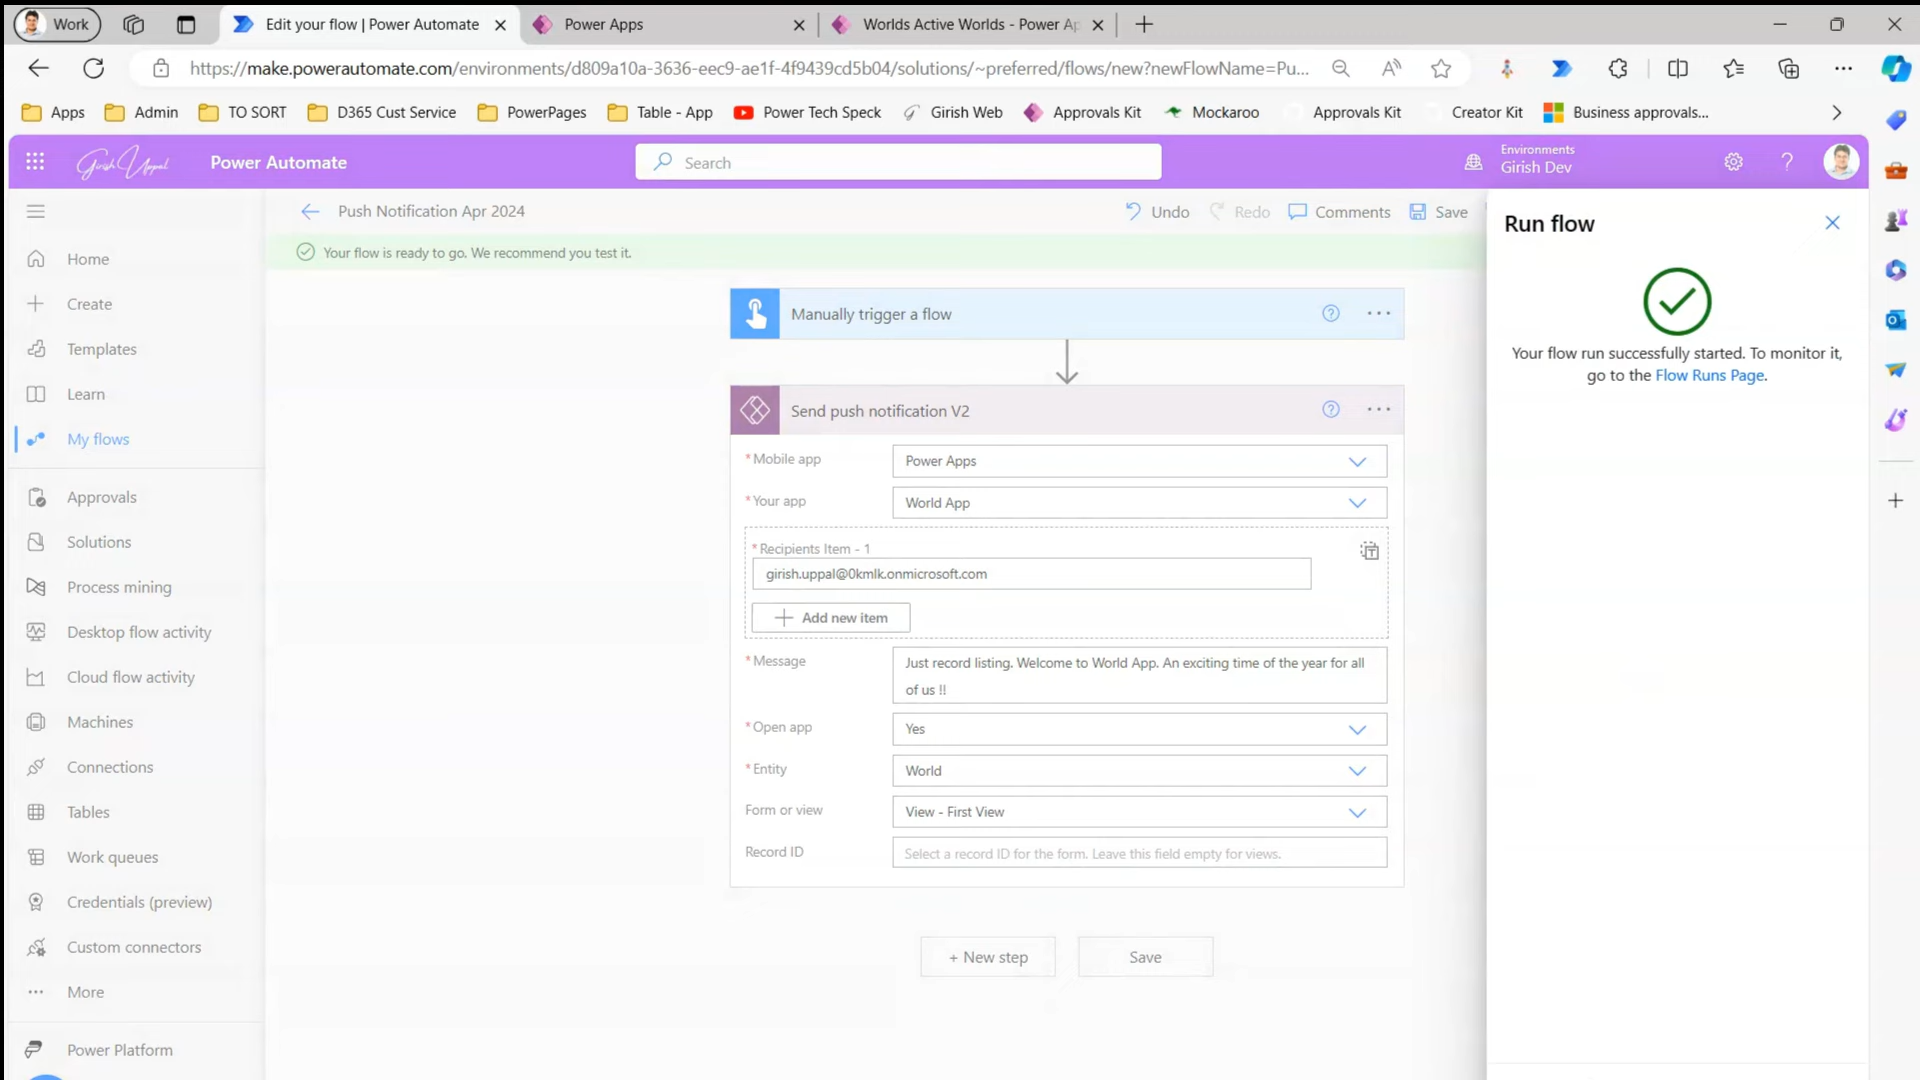 Work
Edit your flow | Power Automate
Power Apps
Worlds Active Worlds - Power Ap
https://make.powerautomate.com/environments/d809a10a-3636-eec9-ae1f-4f9439cd5b04/solutions/~preferred/flows/new?newFlowName=Pu...
Apps
Admin
TO SORT
D365 Cust Service
PowerPages
Table - App
Power Tech Speck
Girish Web
Approvals Kit
Mockaroo
Approvals Kit
Creator Kit
Business approvals...
Girish Uppal
Power Automate
Search
Environments
Girish Dev
Push Notification Apr 2024
Undo
Redo
Comments
Save
Your flow is ready to go. We recommend you test it.
Home
Create
Templates
Learn
My flows
Approvals
Solutions
Process mining
Desktop flow activity
Cloud flow activity
Machines
Connections
Tables
Work queues
Credentials (preview)
Custom connectors
More
Power Platform
Manually trigger a flow
Send push notification V2
* Mobile app
Power Apps
* Your app
World App
* Recipients Item - 1
girish.uppal@0kmlk.onmicrosoft.com
Add new item
* Message
Just record listing. Welcome to World App. An exciting time of the year for all
of us !!
* Open app
Yes
* Entity
World
Form or view
View - First View
Record ID
Select a record ID for the form. Leave this field empty for views.
+ New step
Save
Run flow
Your flow run successfully started. To monitor it,
go to the Flow Runs Page.